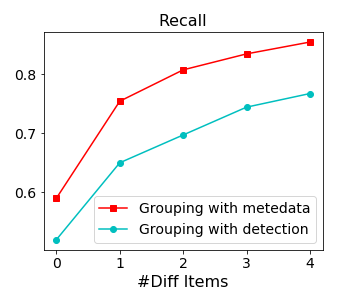 Recall
0.8
0.7
0.6
Grouping with metedata
Grouping with detection
0 1 2 3 4
#Diff Items